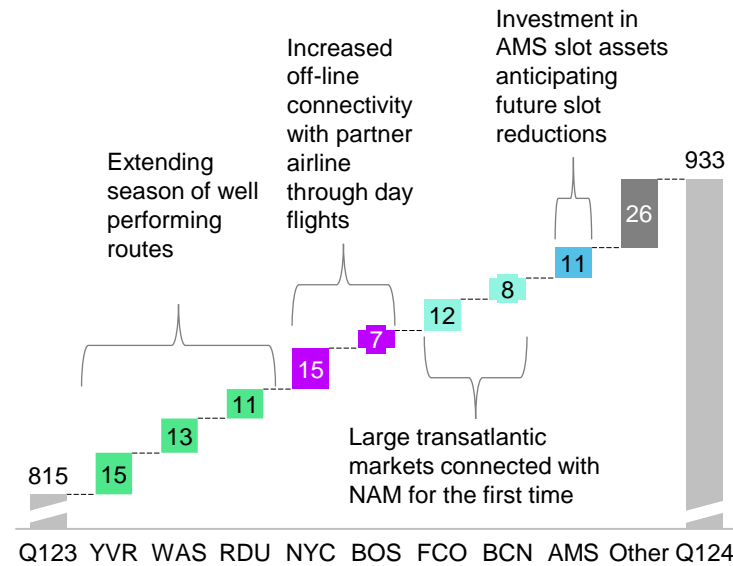 Investment in
AMS slot assets
anticipating
future slot
reductions
Increased
off-line
connectivity
with partner
airline
through day
flights
Extending
season of well
performing
routes
933
26
11
8
12
7
15
11
13
15
815
Large transatlantic
markets connected with
NAM for the first time
Q123 YVR WAS RDU NYC BOS FCO BCN AMS Other Q124